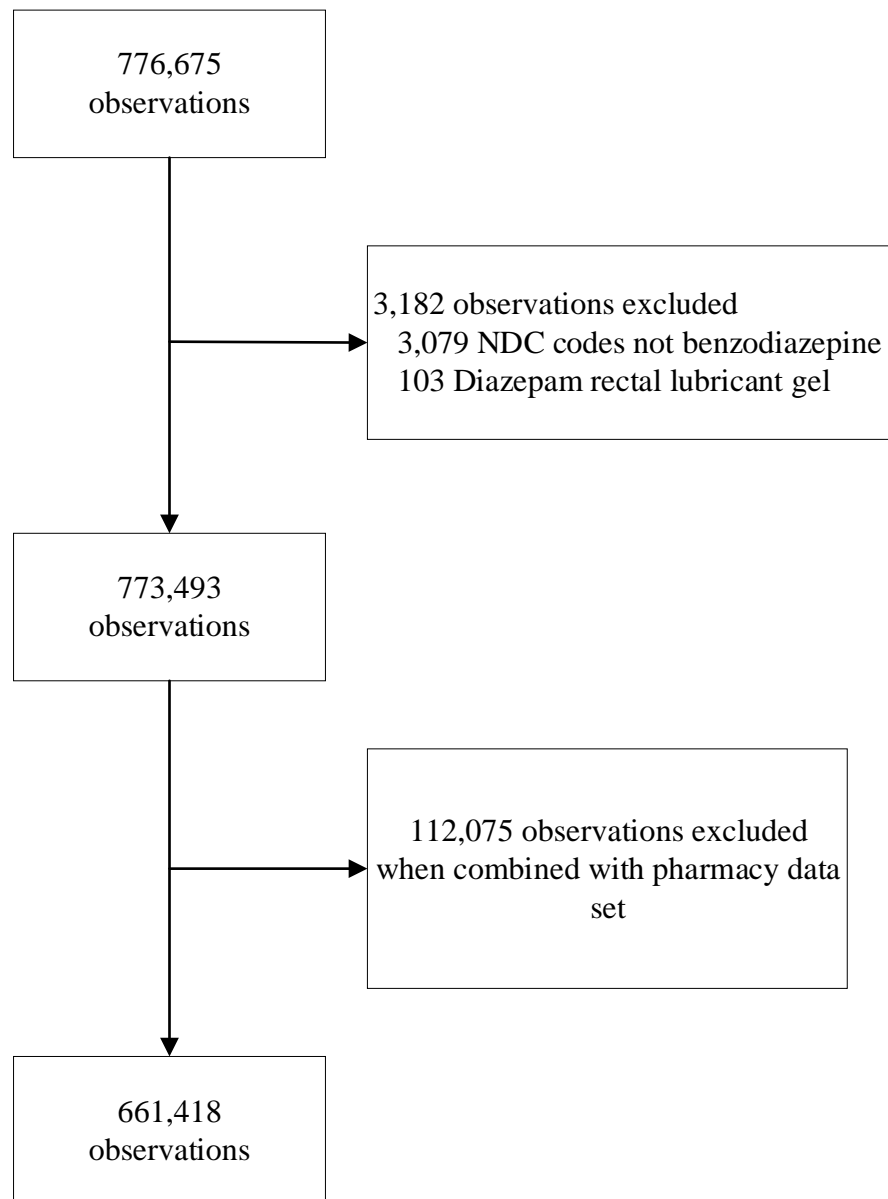 776,675
observations
3,182 observations excluded
3,079 NDC codes not benzodiazepine
103 Diazepam rectal lubricant gel
773,493
observations
112,075 observations excluded
when combined with pharmacy data
set
661,418
observations